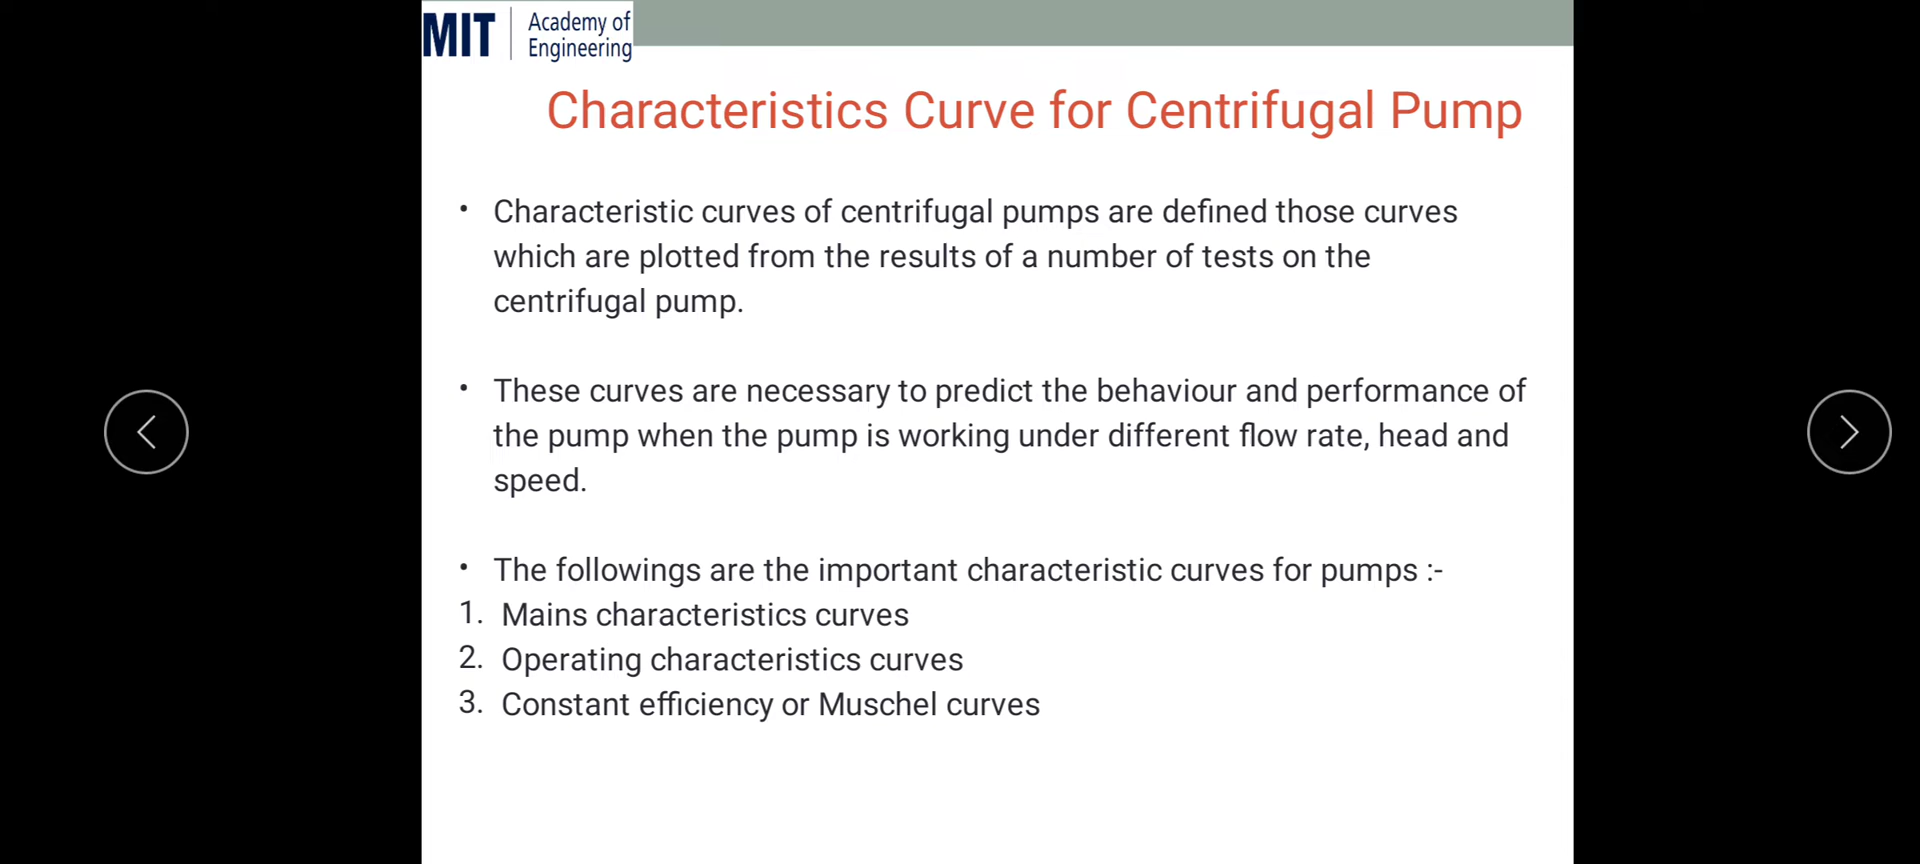 MIT
Academy of
Engineering
Characteristics Curve for Centrifugal Pump
• Characteristic curves of centrifugal pumps are defined those curves
which are plotted from the results of a number of tests on the
centrifugal pump.
• These curves are necessary to predict the behaviour and performance of
the pump when the pump is working under different flow rate, head and
speed.
• The followings are the important characteristic curves for pumps :-
1. Mains characteristics curves
2. Operating characteristics curves
3. Constant efficiency or Muschel curves